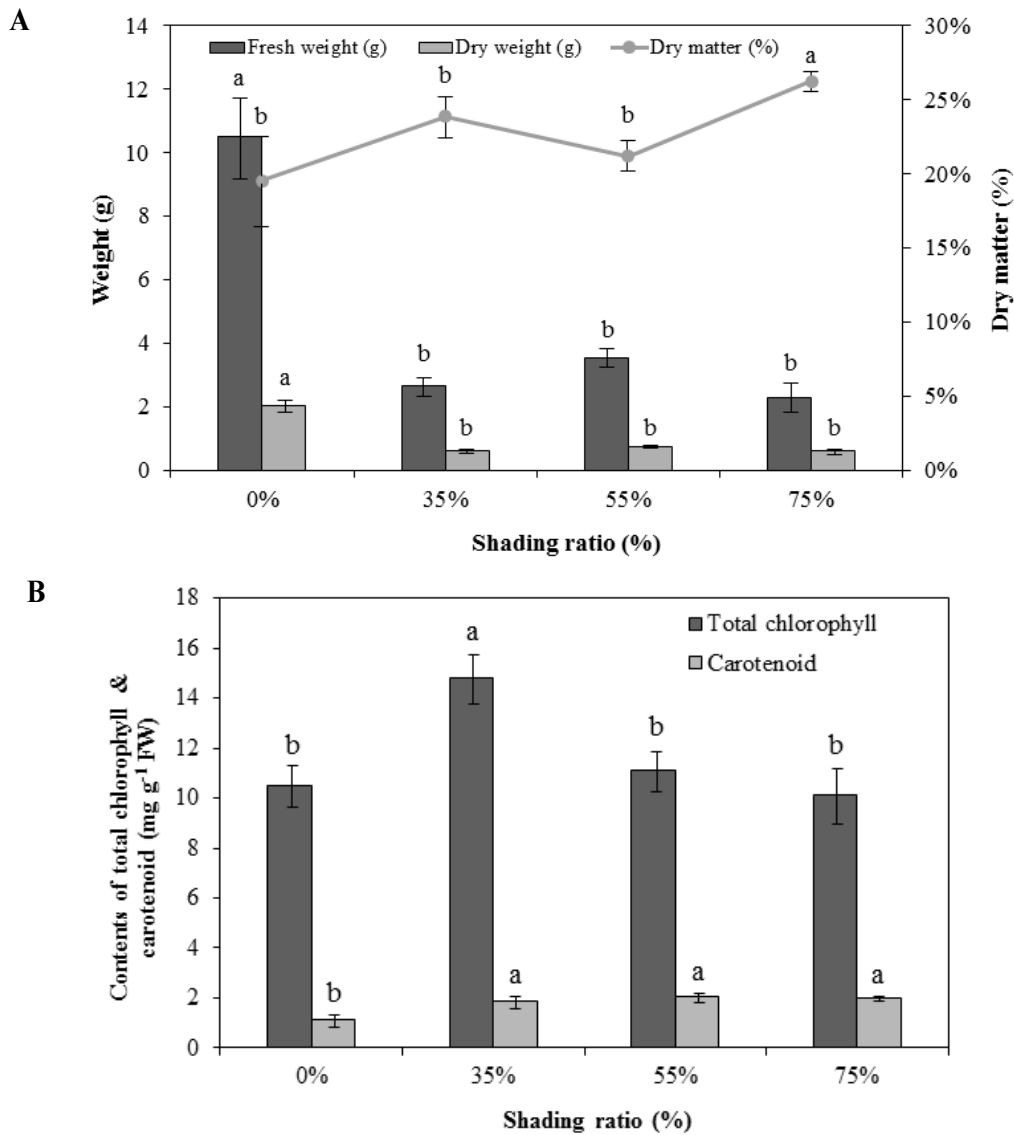 A
Fresh weight (g) Dry weight (g) Dry matter (%)
14
12
10
8
6
4
2
0
Weight (g)
30%
25%
20%
15%
10%
5%
0%
Dry matter (%)
a b b b a
a b b b b b b
0% 35% 55% 75%
Shading ratio (%)
B
Total chlorophyll
Carotenoid
18
16
14
12
10
8
6
4
2
0
Contents of total chlorophyll &
carotenoid (mg g⁻¹ FW)
b a b b
b a a a
0% 35% 55% 75%
Shading ratio (%)